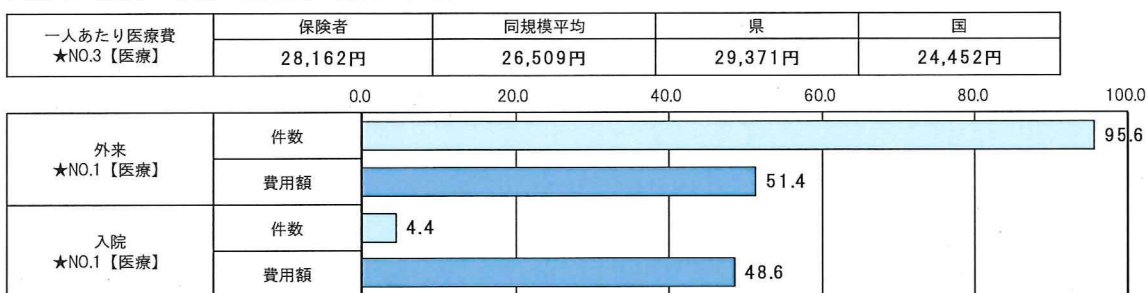 一人あたり医療費
★NO.3【医療】
保険者 同規模平均 県 国
28,162円 26,509円 29,371円 24,452円
0.0 20.0 40.0 60.0 80.0 100.0
外来
★NO.1【医療】
件数 95.6
費用額 51.4
入院
★NO.1【医療】
件数 4.4
費用額 48.6